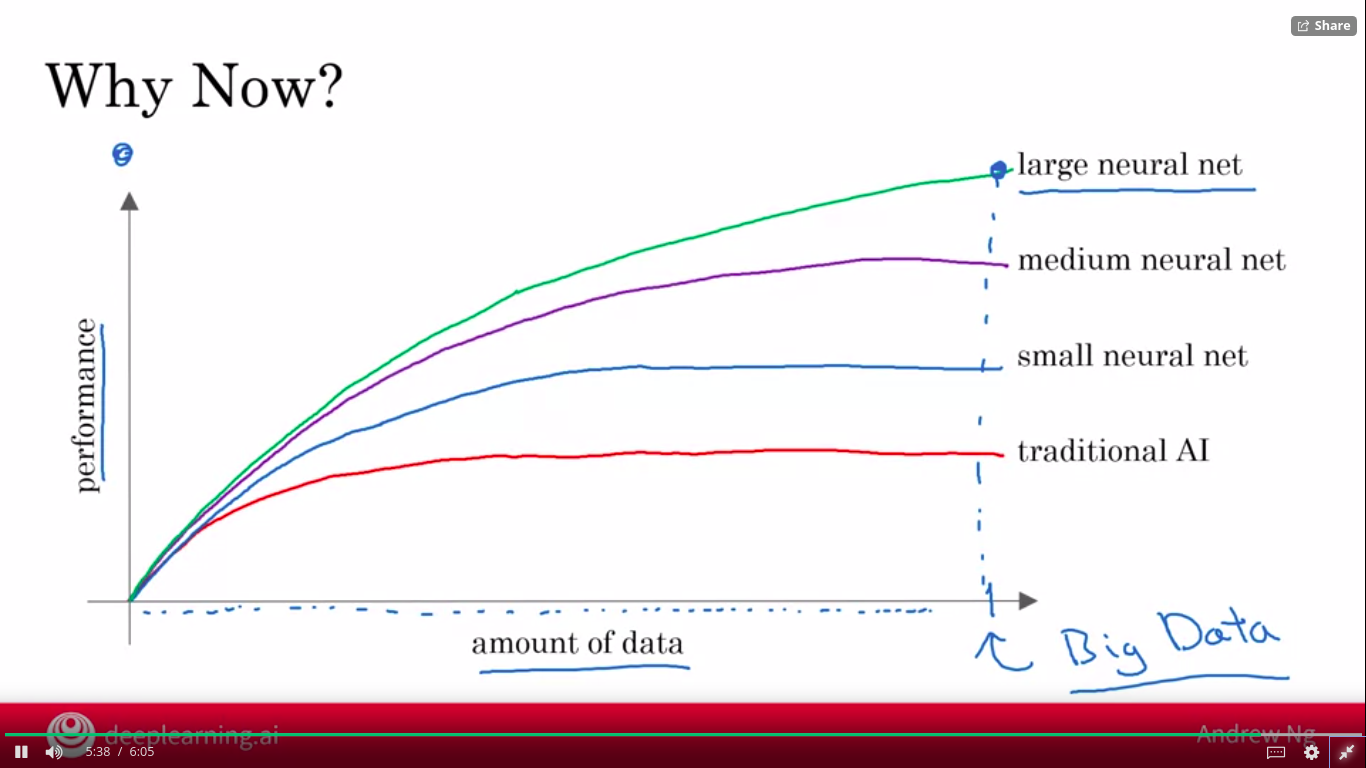 Share
Why Now?
large neural net
medium neural net
performance
small neural net
traditional AI
amount of data
Big Data
deeplearning.ai
Andrew Ng
5:38 / 6:05